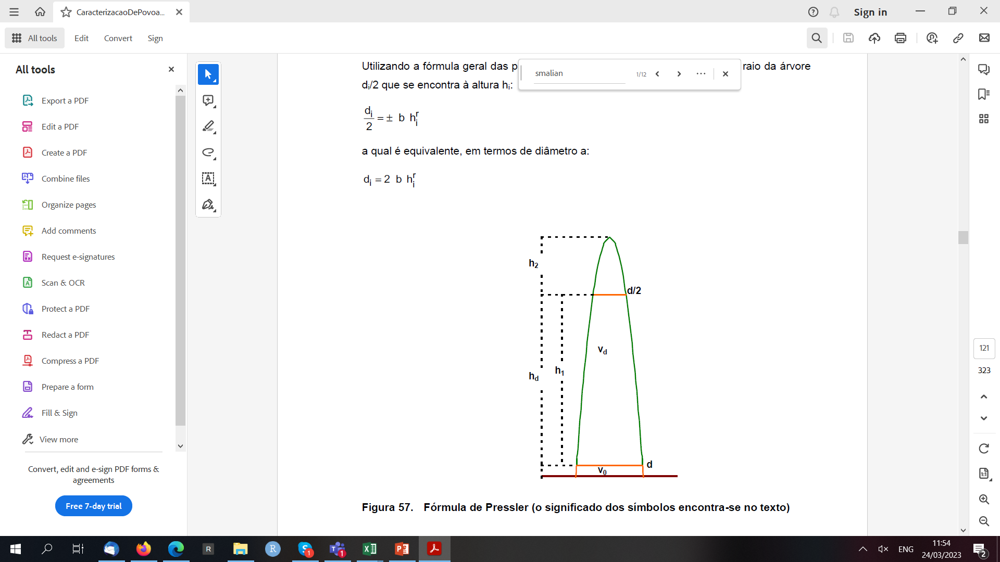 CaracterizacaoDePovoa...
Sign in
All tools
Edit
Convert
Sign
All tools
Export a PDF
Edit a PDF
Create a PDF
Combine files
Organize pages
Add comments
Request e-signatures
Scan & OCR
Protect a PDF
Redact a PDF
Compress a PDF
Prepare a form
Fill & Sign
View more
Convert, edit and e-sign PDF forms &
agreements
Free 7-day trial
smalian
1/12
Utilizando a fórmula geral das p raio da árvore
dᵢ/2 que se encontra à altura hᵢ:
dᵢ/2 = ± b hᵢʳ
a qual é equivalente, em termos de diâmetro a:
dᵢ = 2 b hᵢʳ
h₂
d/2
v_d
h₁
h_d
d
v₀
Figura 57. Fórmula de Pressler (o significado dos símbolos encontra-se no texto)
121
323
1:1
A
R
R
S
1
T
1
X
P
ENG
11:54
24/03/2023
2